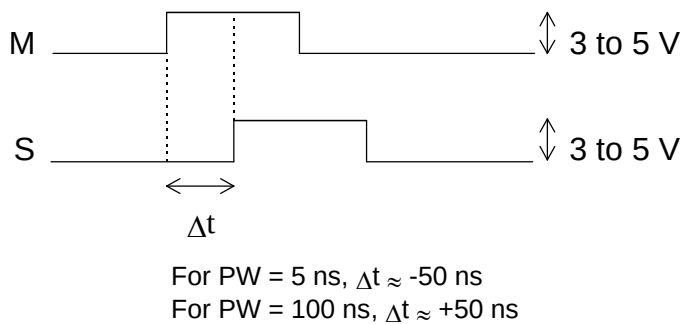 M 3 to 5 V
S 3 to 5 V
Δt
For PW = 5 ns, Δt ≈ -50 ns
For PW = 100 ns, Δt ≈ +50 ns